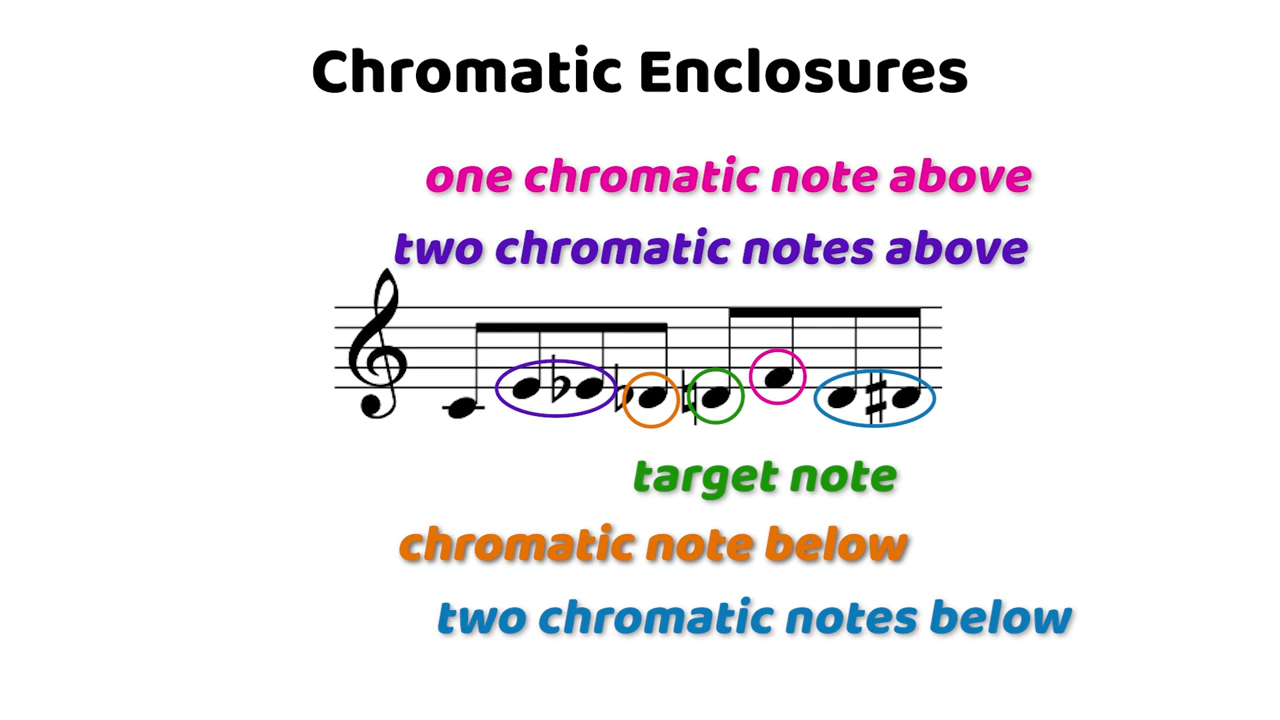 Chromatic Enclosures
one chromatic note above
two chromatic notes above
target note
chromatic note below
two chromatic notes below